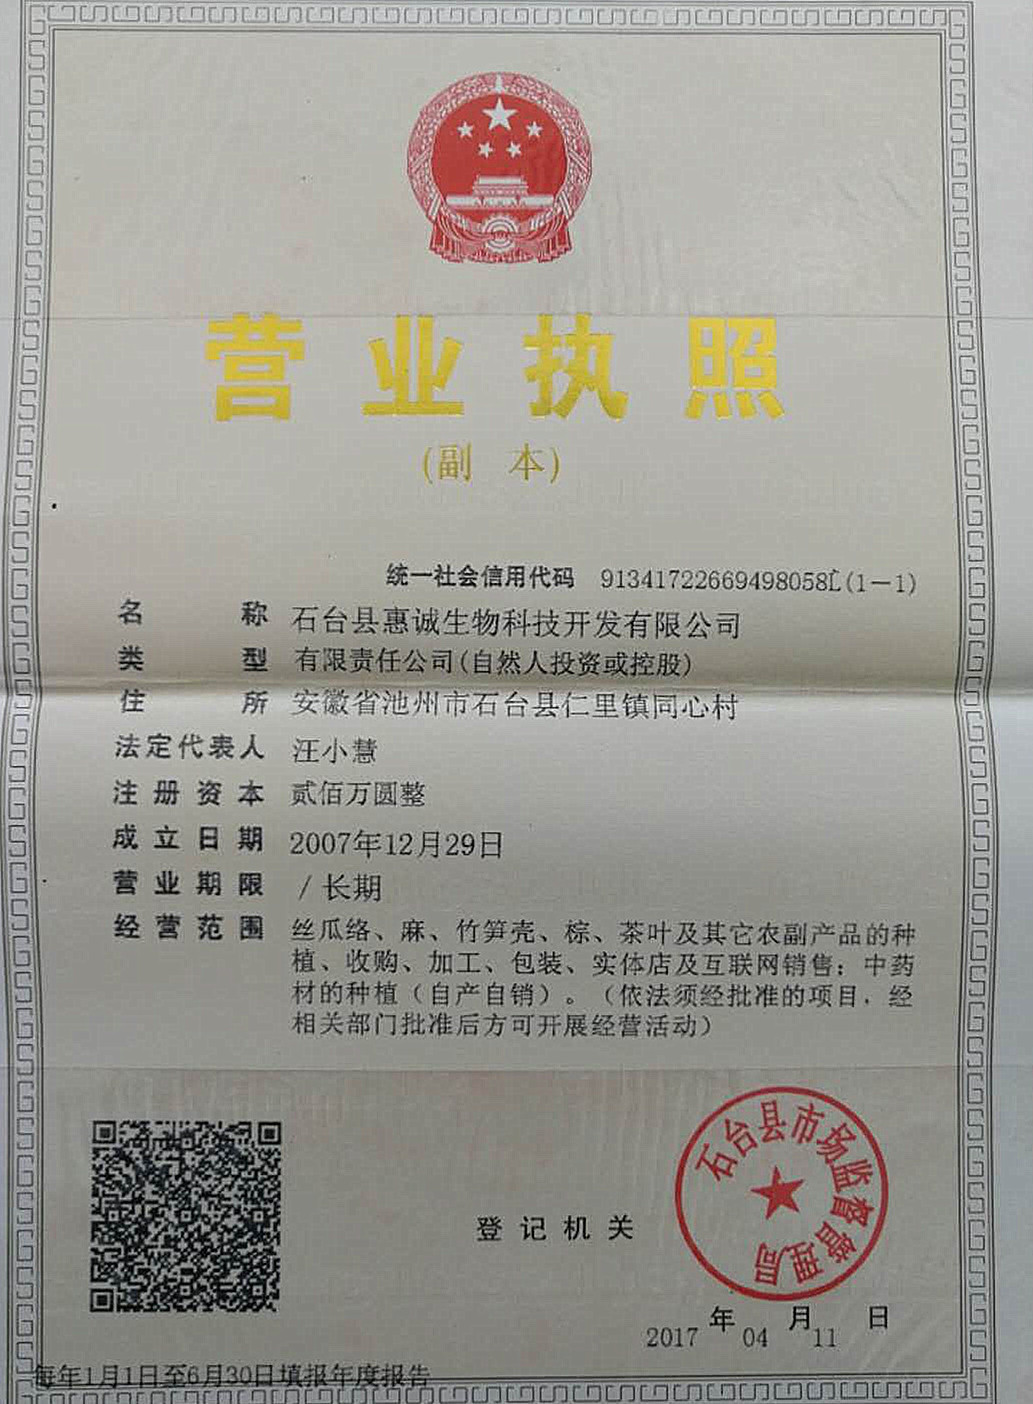 营业执照
(副 本)
统一社会信用代码 91341722669498058L(1-1)
名称 石台县惠诚生物科技开发有限公司
类型 有限责任公司(自然人投资或控股)
住所 安徽省池州市石台县仁里镇同心村
法定代表人 汪小慧
注册资本 贰佰万圆整
成立日期 2007年12月29日
营业期限 / 长期
经营范围 丝瓜络、麻、竹笋壳、棕、茶叶及其它农副产品的种
植、收购、加工、包装、实体店及互联网销售；中药
材的种植（自产自销）。（依法须经批准的项目，经
相关部门批准后方可开展经营活动）
石台县市场监督管理局
登记机关
2017年04月11日
每年1月1日至6月30日填报年度报告